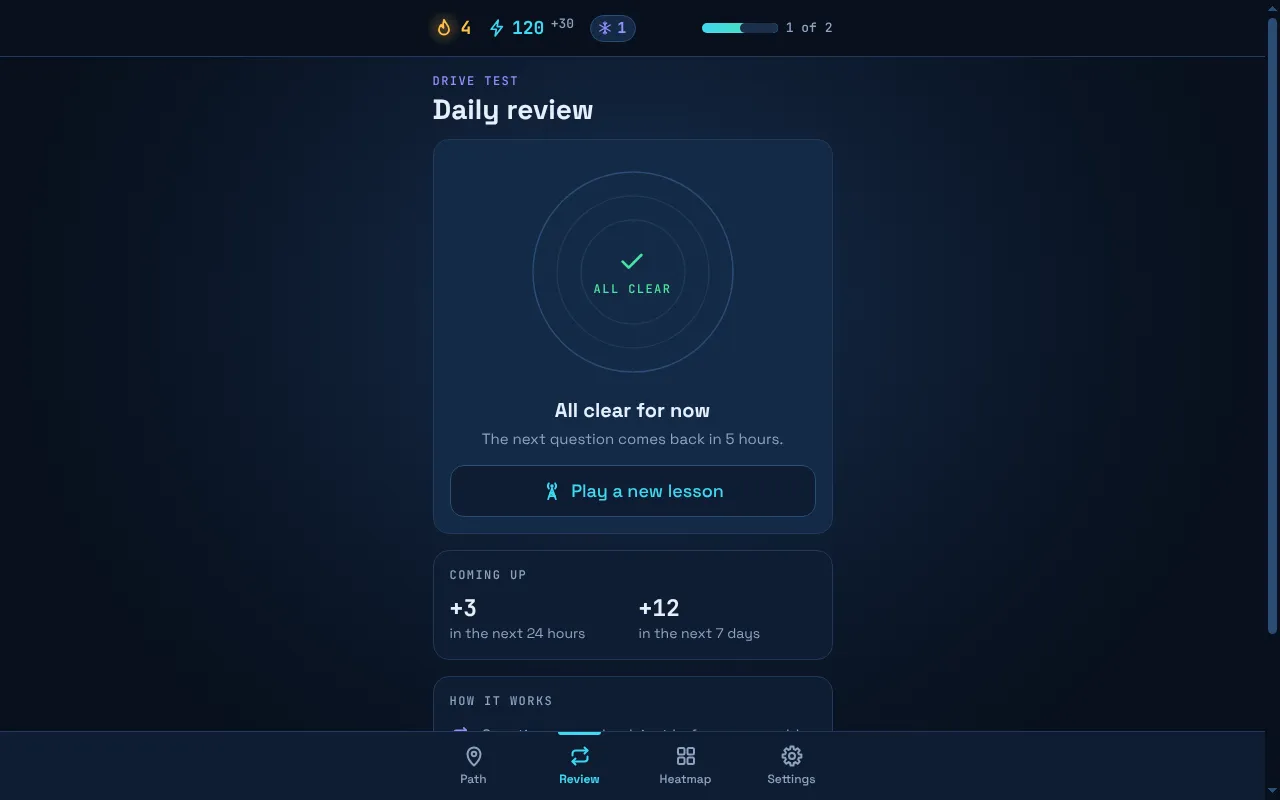 4 120 +30 1 1 of 2
DRIVE TEST
Daily review
ALL CLEAR
All clear for now
The next question comes back in 5 hours.
Play a new lesson
COMING UP
+3 +12
in the next 24 hours in the next 7 days
HOW IT WORKS
Path Review Heatmap Settings